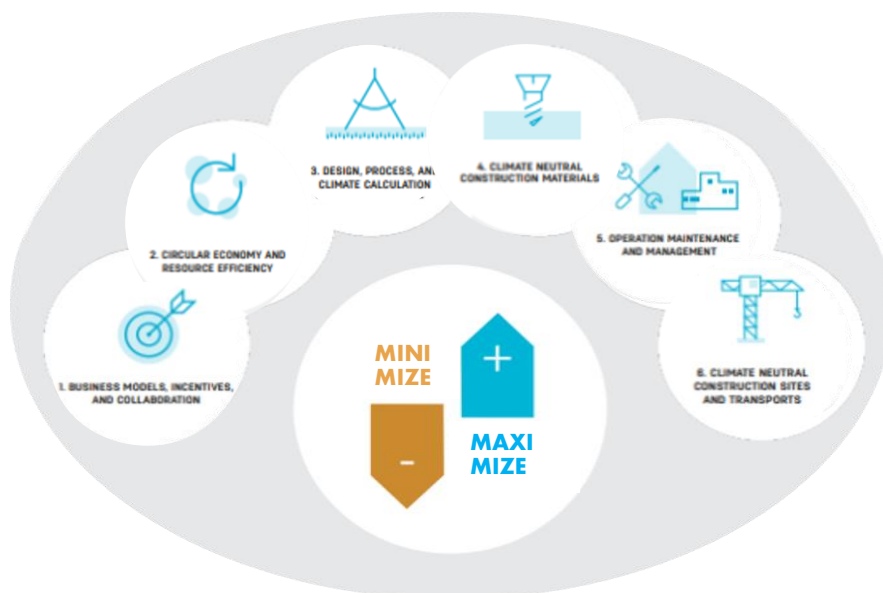 1. BUSINESS MODELS, INCENTIVES,
AND COLLABORATION
2. CIRCULAR ECONOMY AND
RESOURCE EFFICIENCY
3. DESIGN, PROCESS, AN
CLIMATE CALCULATION
4. CLIMATE NEUTRAL
CONSTRUCTION MATERIALS
5. OPERATION MAINTENANCE
AND MANAGEMENT
6. CLIMATE NEUTRAL
CONSTRUCTION SITES
AND TRANSPORTS
MINI
MIZE
+
-
MAXI
MIZE